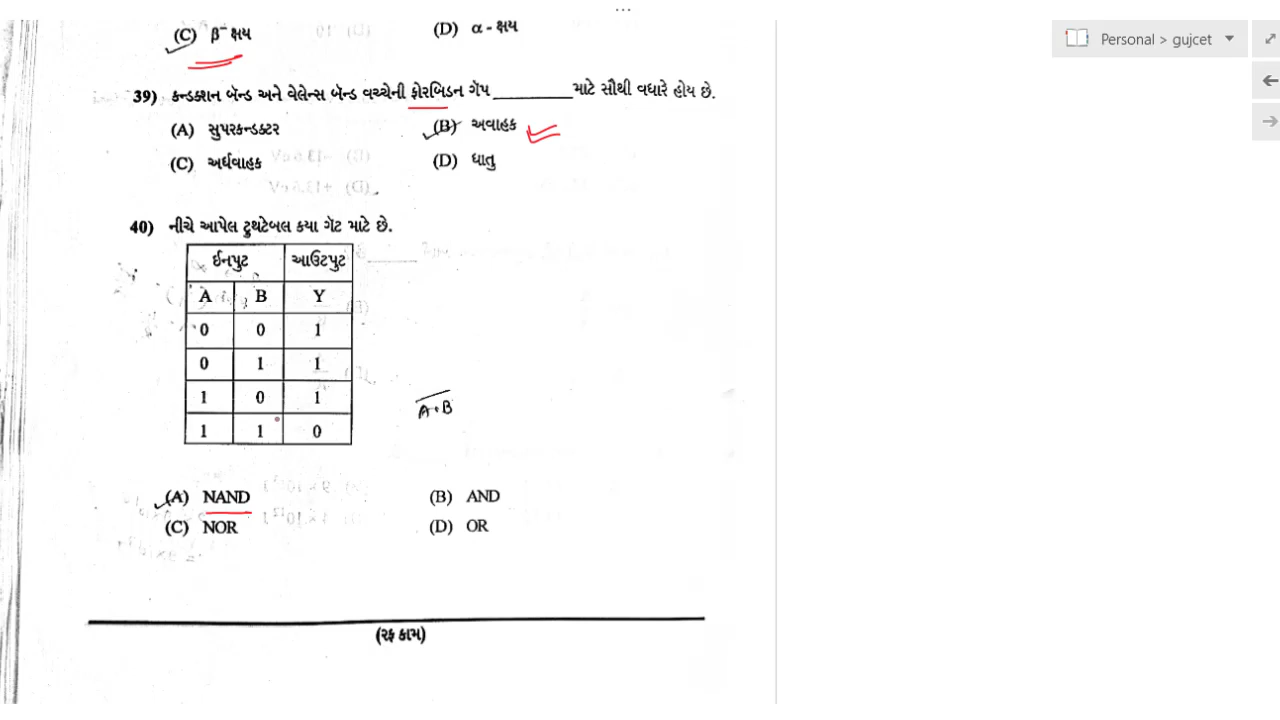 ...
Personal > gujcet
(C) β⁻ ક્ષય (D) α - ક્ષય
39) કન્ડક્શન બૅન્ડ અને વેલેન્સ બૅન્ડ વચ્ચેની ફોરબિડન ગૅપ ________ માટે સૌથી વધારે હોય છે.
(A) સુપરકન્ડક્ટર (B) અવાહક
(C) અર્ધવાહક (D) ધાતુ
40) નીચે આપેલ ટ્રુથટેબલ કયા ગૅટ માટે છે.
ઈનપુટ આઉટપુટ
A B Y
0 0 1
0 1 1
1 0 1
1 1 0
A·B
(A) NAND (B) AND
(C) NOR (D) OR
(રફ કામ)